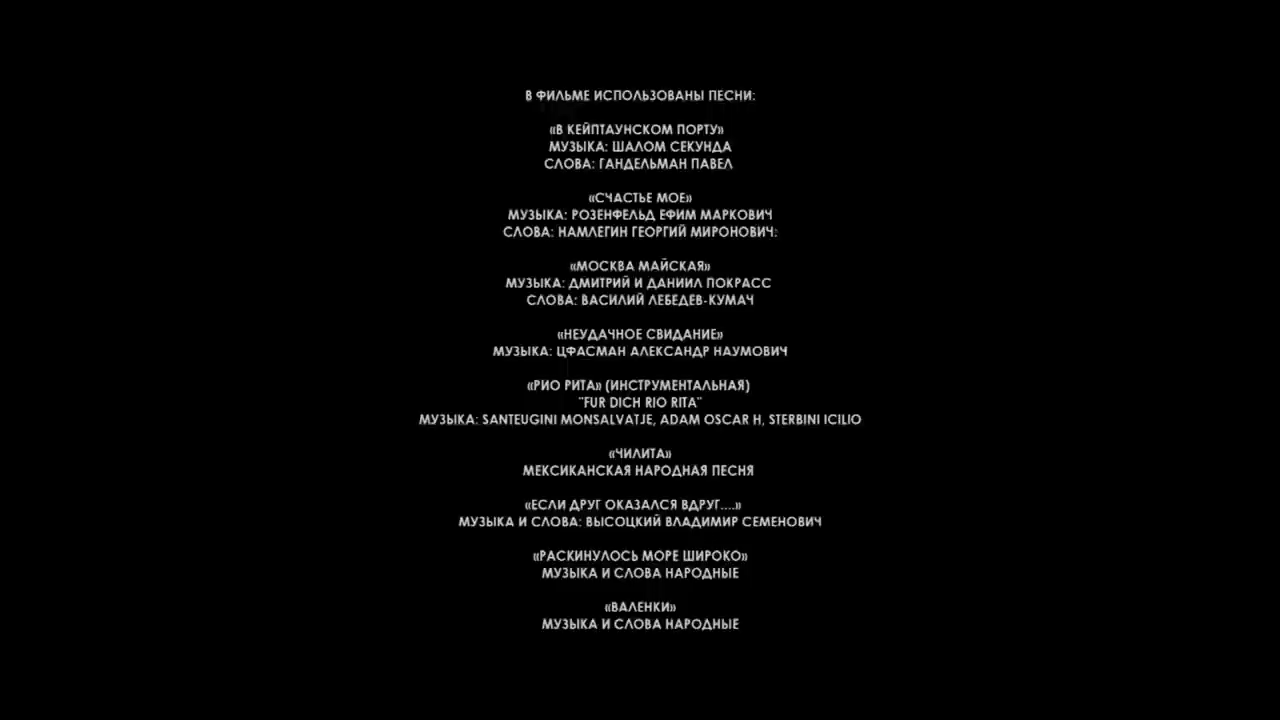 В ФИЛЬМЕ ИСПОЛЬЗОВАНЫ ПЕСНИ:
«В КЕЙПТАУНСКОМ ПОРТУ»
МУЗЫКА: ШАЛОМ СЕКУНДА
СЛОВА: ГАНДЕЛЬМАН ПАВЕЛ
«СЧАСТЬЕ МОЕ»
МУЗЫКА: РОЗЕНФЕЛЬД ЕФИМ МАРКОВИЧ
СЛОВА: НАМЛЕГИН ГЕОРГИЙ МИРОНОВИЧ:
«МОСКВА МАЙСКАЯ»
МУЗЫКА: ДМИТРИЙ И ДАНИИЛ ПОКРАСС
СЛОВА: ВАСИЛИЙ ЛЕБЕДЕВ-КУМАЧ
«НЕУДАЧНОЕ СВИДАНИЕ»
МУЗЫКА: ЦФАСМАН АЛЕКСАНДР НАУМОВИЧ
«РИО РИТА» (ИНСТРУМЕНТАЛЬНАЯ)
"FUR DICH RIO RITA"
МУЗЫКА: SANTEUGINI MONSALVATJE, ADAM OSCAR H, STERBINI ICILIO
«ЧИЛИТА»
МЕКСИКАНСКАЯ НАРОДНАЯ ПЕСНЯ
«ЕСЛИ ДРУГ ОКАЗАЛСЯ ВДРУГ....»
МУЗЫКА И СЛОВА: ВЫСОЦКИЙ ВЛАДИМИР СЕМЕНОВИЧ
«РАСКИНУЛОСЬ МОРЕ ШИРОКО»
МУЗЫКА И СЛОВА НАРОДНЫЕ
«ВАЛЕНКИ»
МУЗЫКА И СЛОВА НАРОДНЫЕ